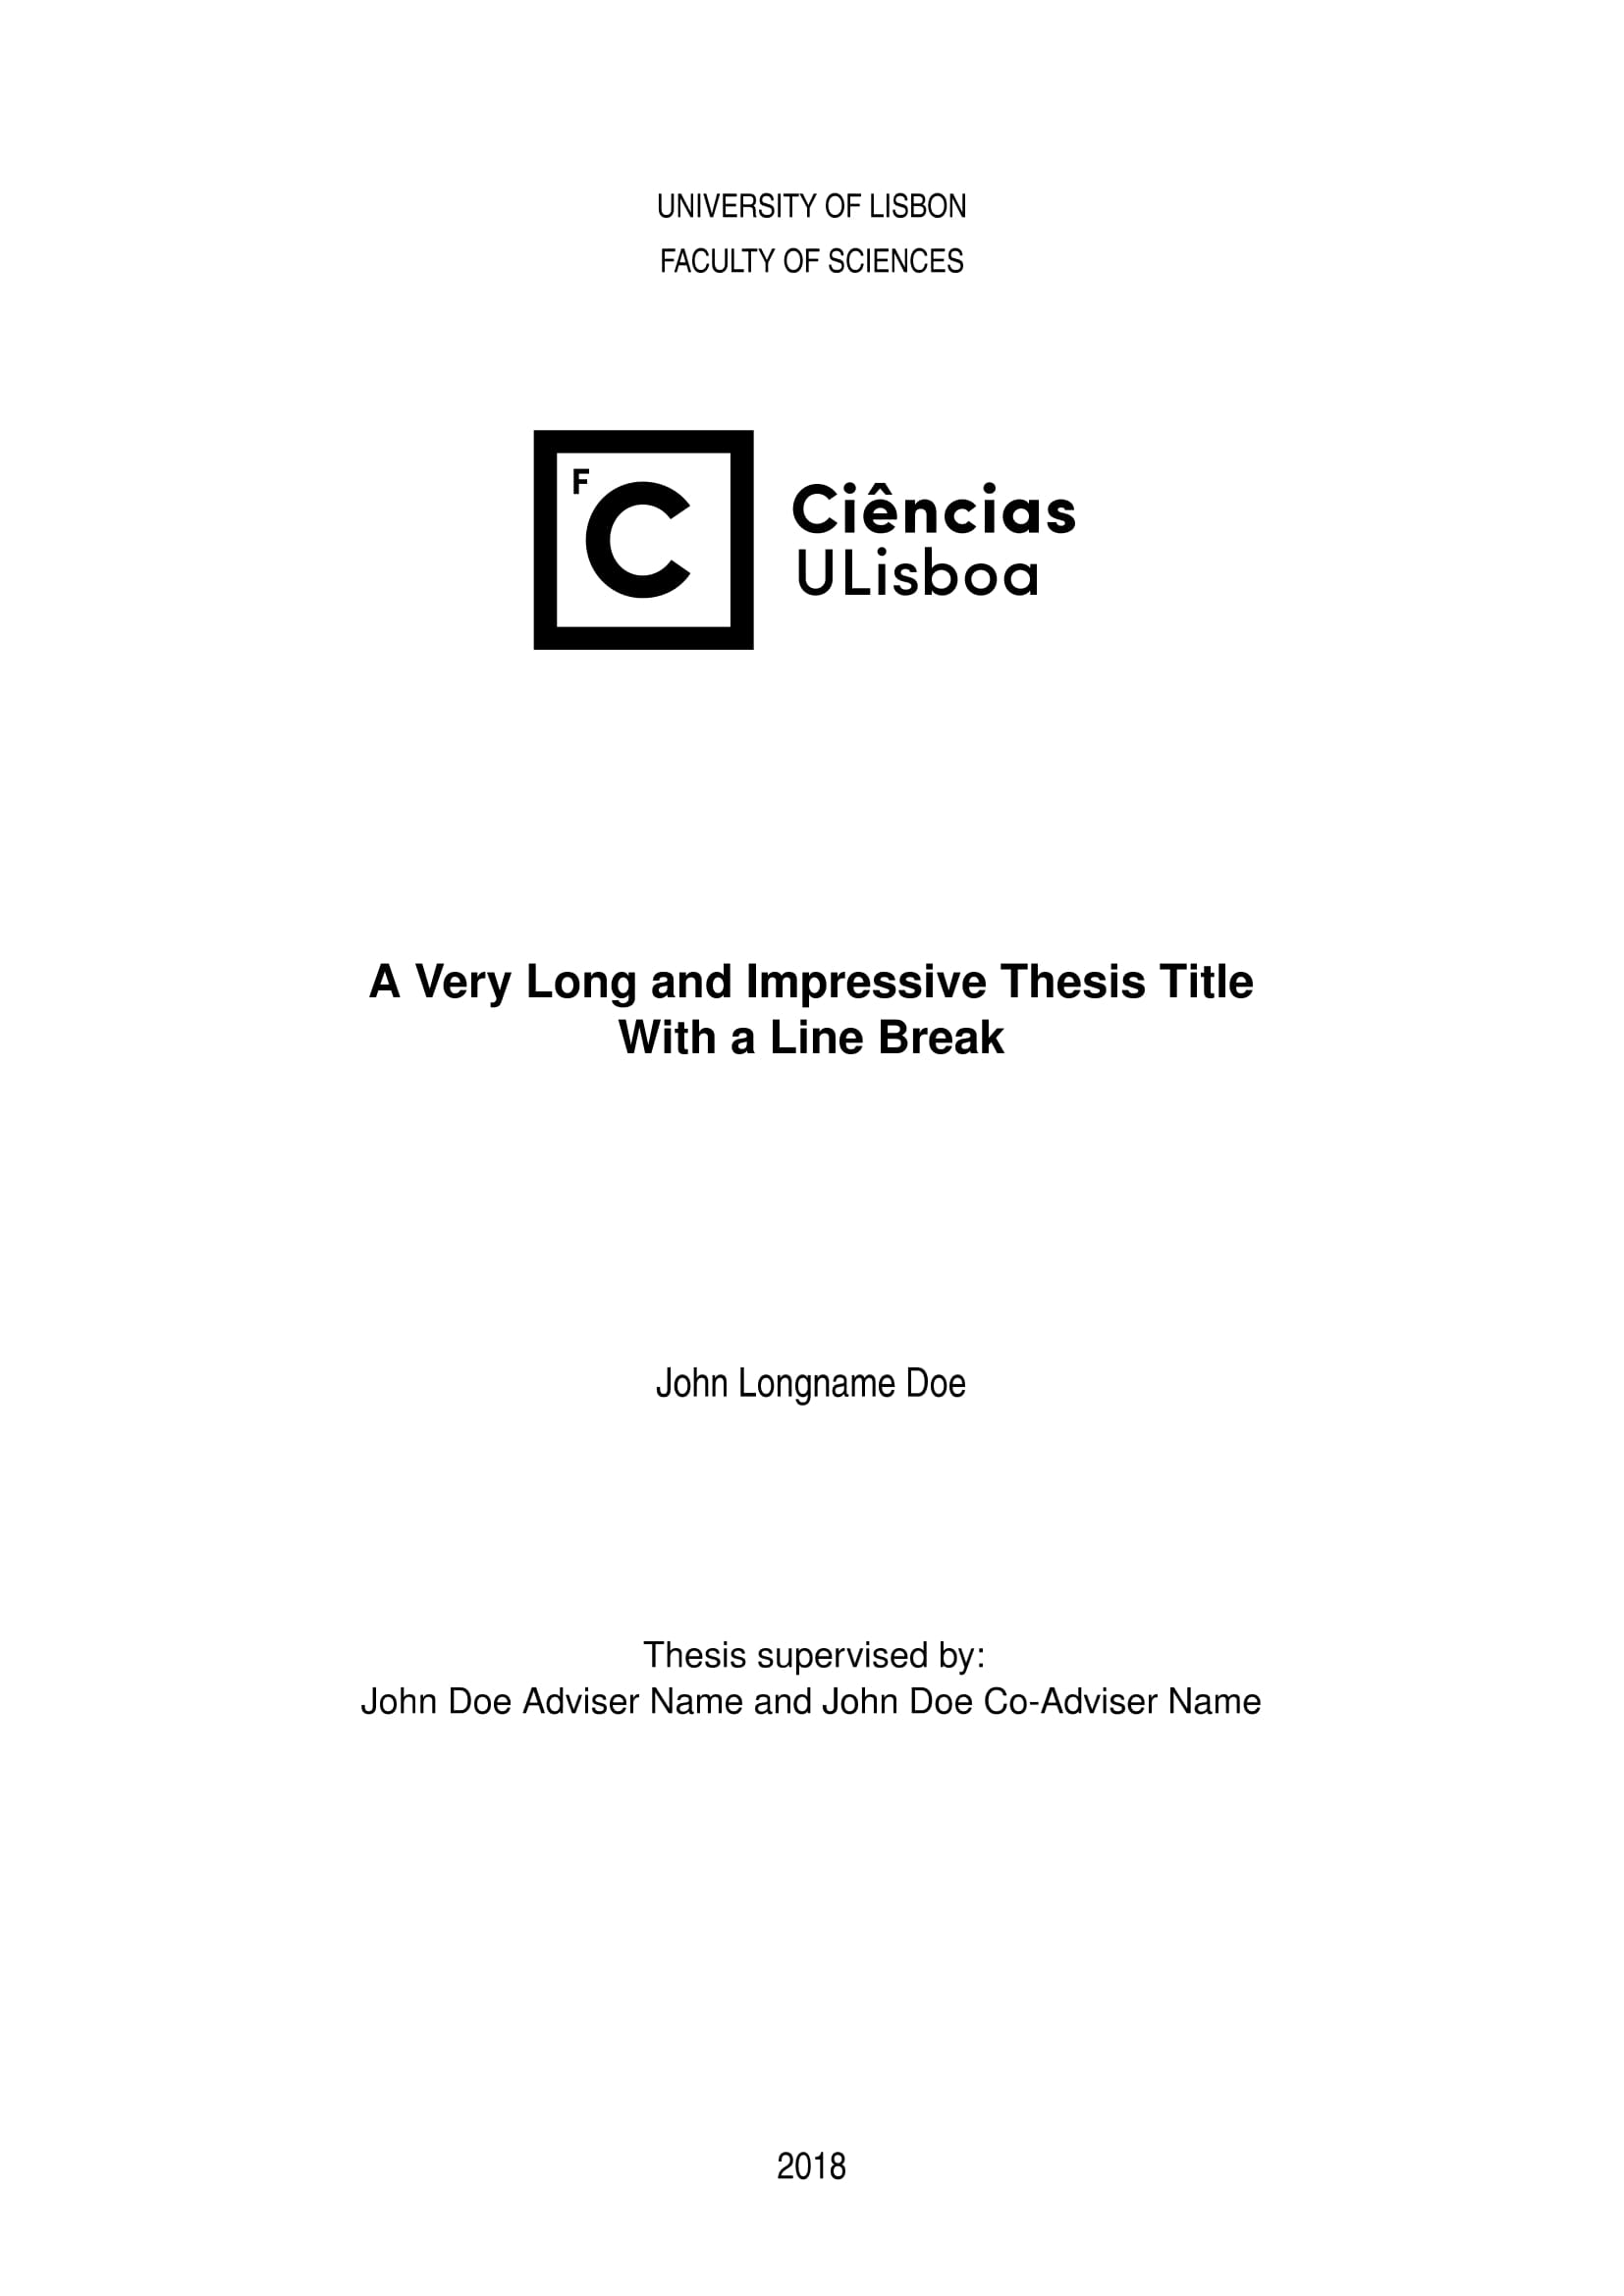 UNIVERSITY OF LISBON
FACULTY OF SCIENCES
F
C
Ciências
ULisboa
A Very Long and Impressive Thesis Title
With a Line Break
John Longname Doe
Thesis supervised by:
John Doe Adviser Name and John Doe Co-Adviser Name
2018